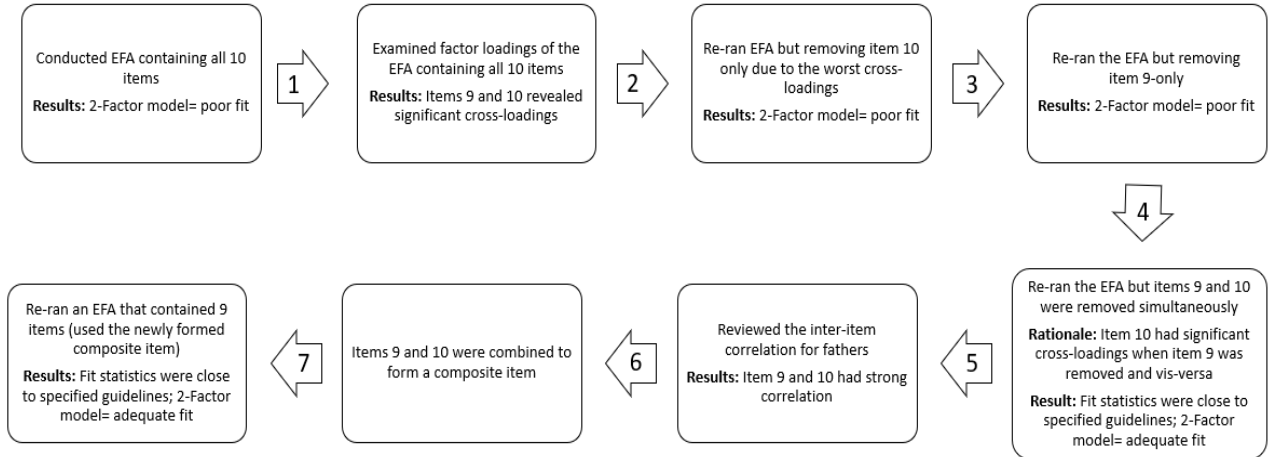 Conducted EFA containing all 10
items
Results: 2-Factor model= poor fit
1
Examined factor loadings of the
EFA containing all 10 items
Results: Items 9 and 10 revealed
significant cross-loadings
2
Re-ran EFA but removing item 10
only due to the worst cross-
loadings
Results: 2-Factor model= poor fit
3
Re-ran the EFA but removing
item 9-only
Results: 2-Factor model= poor fit
4
Re-ran the EFA but items 9 and 10
were removed simultaneously
Rationale: Item 10 had significant
cross-loadings when item 9 was
removed and vis-versa
Result: Fit statistics were close to
specified guidelines; 2-Factor
model= adequate fit
5
Reviewed the inter-item
correlation for fathers
Results: Item 9 and 10 had strong
correlation
6
Items 9 and 10 were combined to
form a composite item
7
Re-ran an EFA that contained 9
items (used the newly formed
composite item)
Results: Fit statistics were close
to specified guidelines; 2-Factor
model= adequate fit